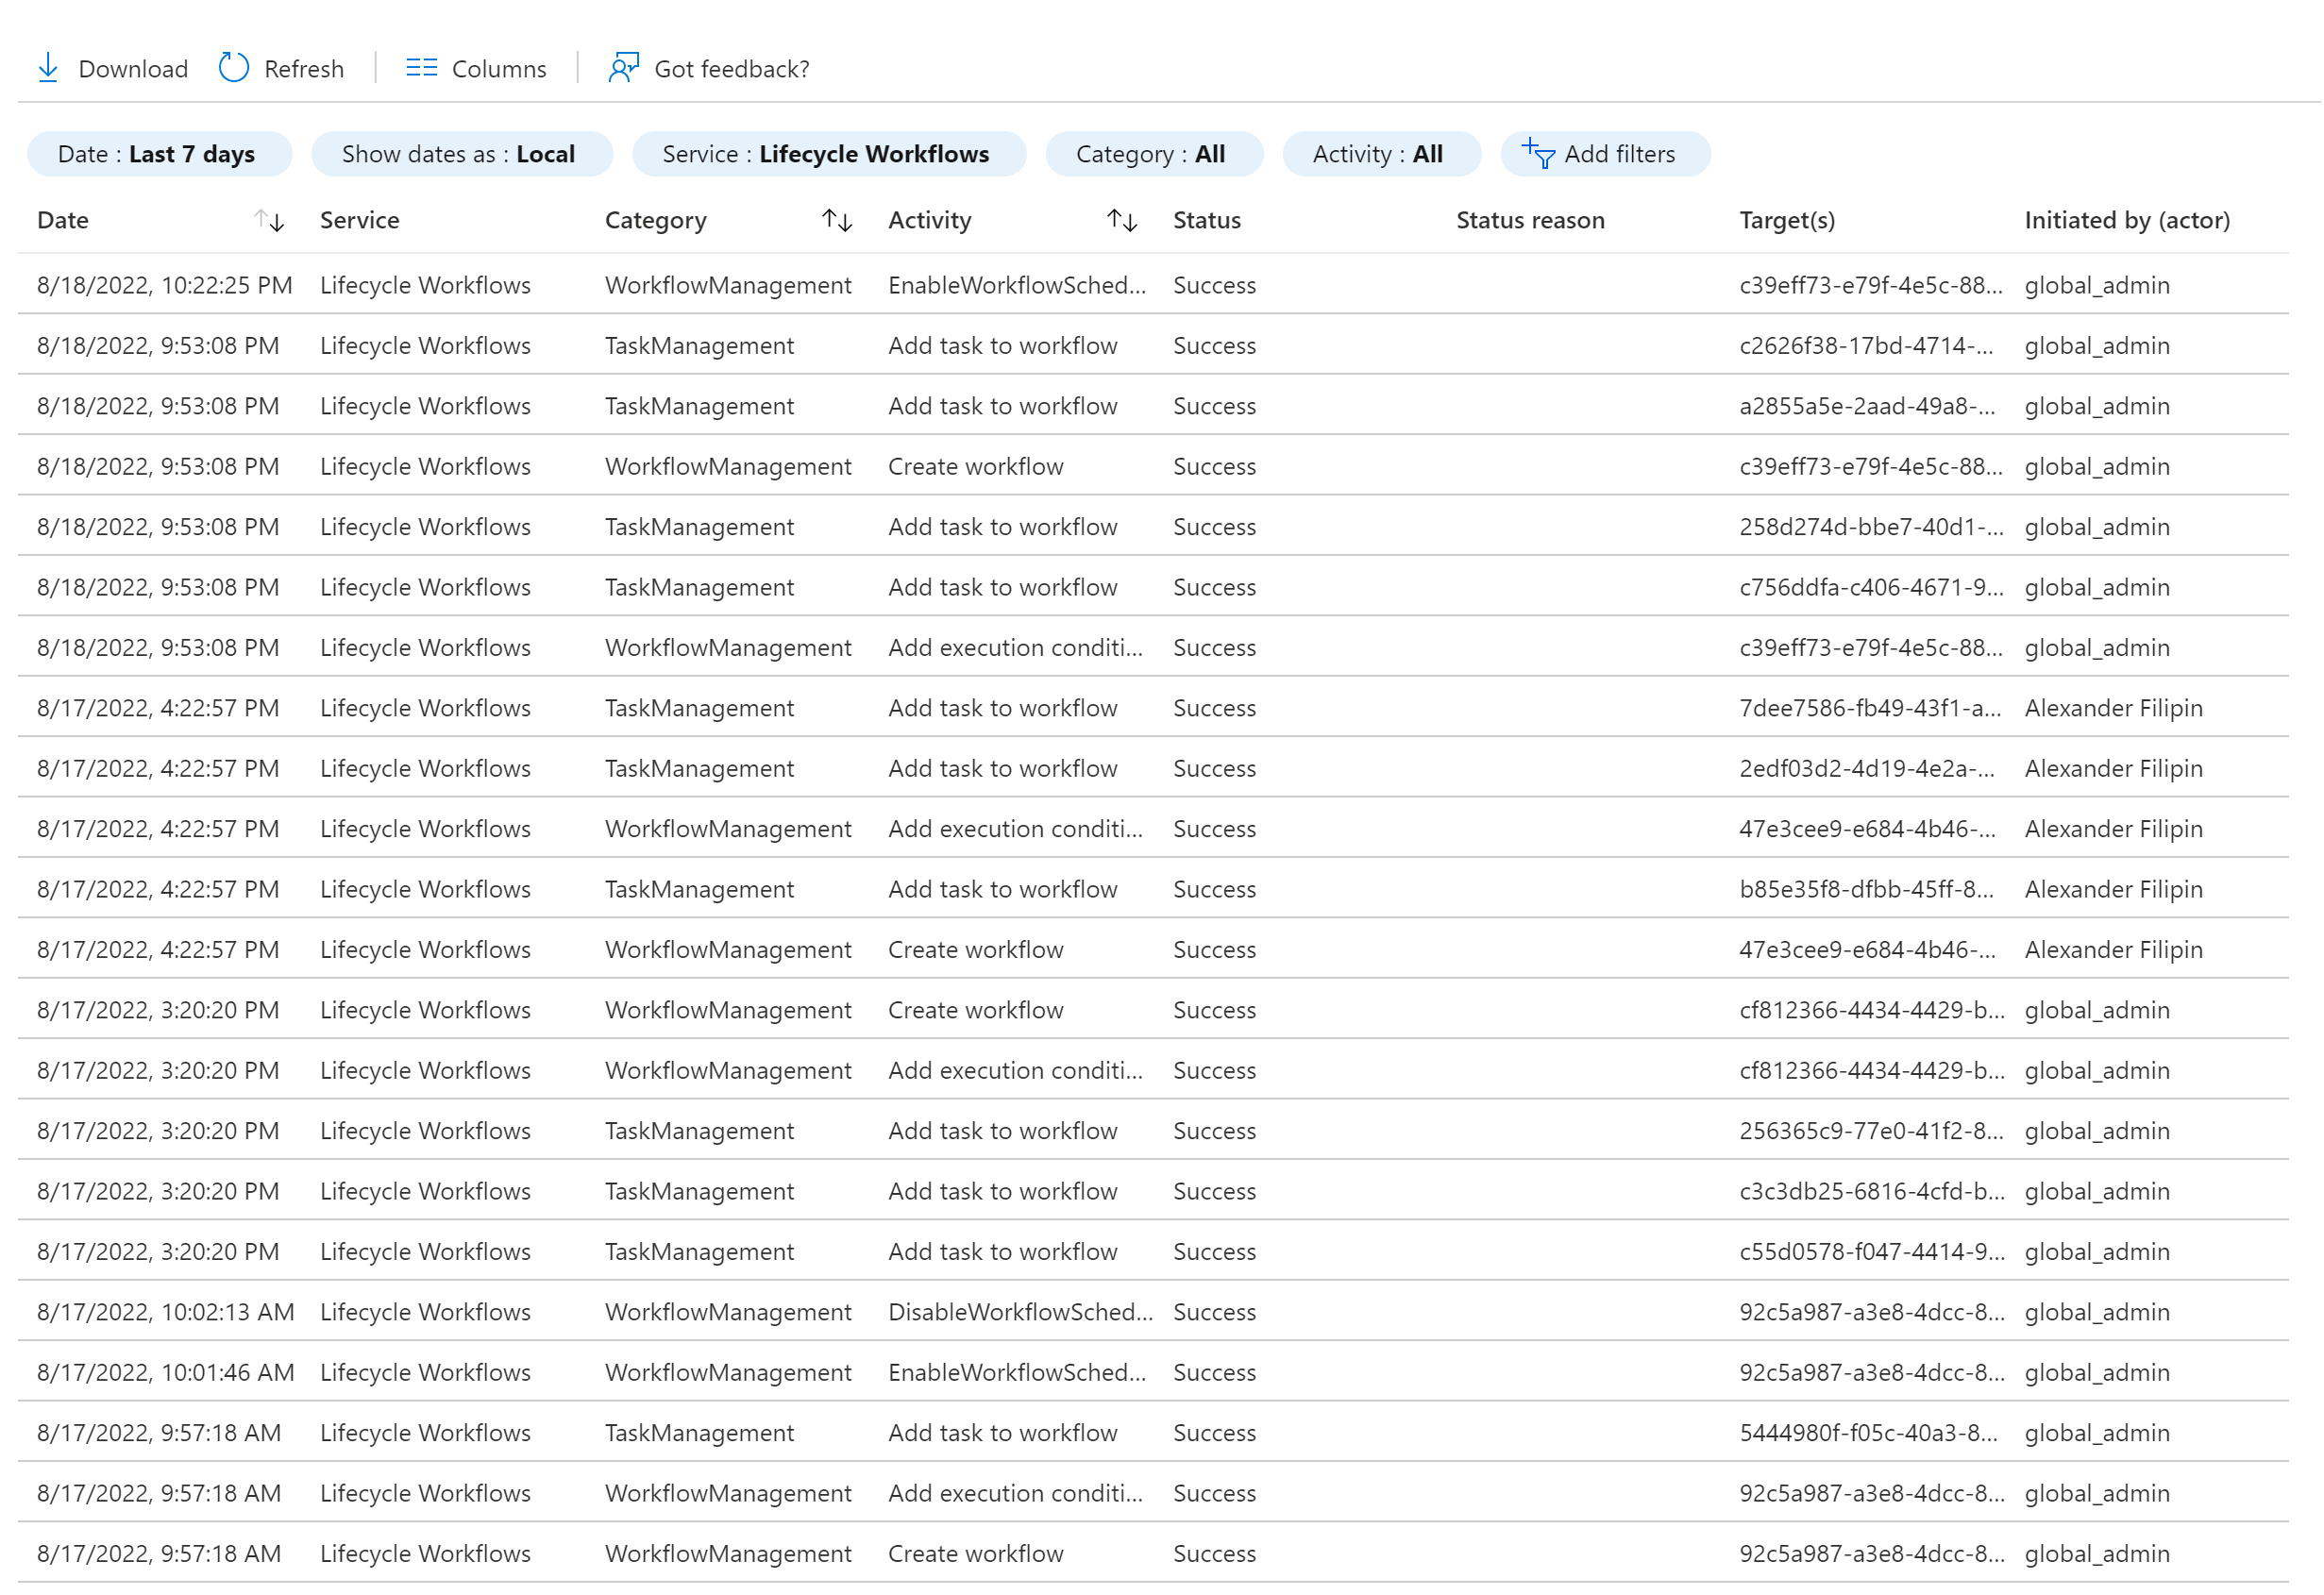 Download Refresh Columns Got feedback?
Date : Last 7 days Show dates as : Local Service : Lifecycle Workflows Category : All Activity : All Add filters
Date Service Category Activity Status Status reason Target(s) Initiated by (actor)
8/18/2022, 10:22:25 PM Lifecycle Workflows WorkflowManagement EnableWorkflowSched... Success c39eff73-e79f-4e5c-88... global_admin
8/18/2022, 9:53:08 PM Lifecycle Workflows TaskManagement Add task to workflow Success c2626f38-17bd-4714-... global_admin
8/18/2022, 9:53:08 PM Lifecycle Workflows TaskManagement Add task to workflow Success a2855a5e-2aad-49a8-... global_admin
8/18/2022, 9:53:08 PM Lifecycle Workflows WorkflowManagement Create workflow Success c39eff73-e79f-4e5c-88... global_admin
8/18/2022, 9:53:08 PM Lifecycle Workflows TaskManagement Add task to workflow Success 258d274d-bbe7-40d1-... global_admin
8/18/2022, 9:53:08 PM Lifecycle Workflows TaskManagement Add task to workflow Success c756ddfa-c406-4671-9... global_admin
8/18/2022, 9:53:08 PM Lifecycle Workflows WorkflowManagement Add execution conditi... Success c39eff73-e79f-4e5c-88... global_admin
8/17/2022, 4:22:57 PM Lifecycle Workflows TaskManagement Add task to workflow Success 7dee7586-fb49-43f1-a... Alexander Filipin
8/17/2022, 4:22:57 PM Lifecycle Workflows TaskManagement Add task to workflow Success 2edf03d2-4d19-4e2a-... Alexander Filipin
8/17/2022, 4:22:57 PM Lifecycle Workflows WorkflowManagement Add execution conditi... Success 47e3cee9-e684-4b46-... Alexander Filipin
8/17/2022, 4:22:57 PM Lifecycle Workflows TaskManagement Add task to workflow Success b85e35f8-dfbb-45ff-8... Alexander Filipin
8/17/2022, 4:22:57 PM Lifecycle Workflows WorkflowManagement Create workflow Success 47e3cee9-e684-4b46-... Alexander Filipin
8/17/2022, 3:20:20 PM Lifecycle Workflows WorkflowManagement Create workflow Success cf812366-4434-4429-b... global_admin
8/17/2022, 3:20:20 PM Lifecycle Workflows WorkflowManagement Add execution conditi... Success cf812366-4434-4429-b... global_admin
8/17/2022, 3:20:20 PM Lifecycle Workflows TaskManagement Add task to workflow Success 256365c9-77e0-41f2-8... global_admin
8/17/2022, 3:20:20 PM Lifecycle Workflows TaskManagement Add task to workflow Success c3c3db25-6816-4cfd-b... global_admin
8/17/2022, 3:20:20 PM Lifecycle Workflows TaskManagement Add task to workflow Success c55d0578-f047-4414-9... global_admin
8/17/2022, 10:02:13 AM Lifecycle Workflows WorkflowManagement DisableWorkflowSched... Success 92c5a987-a3e8-4dcc-8... global_admin
8/17/2022, 10:01:46 AM Lifecycle Workflows WorkflowManagement EnableWorkflowSched... Success 92c5a987-a3e8-4dcc-8... global_admin
8/17/2022, 9:57:18 AM Lifecycle Workflows TaskManagement Add task to workflow Success 5444980f-f05c-40a3-8... global_admin
8/17/2022, 9:57:18 AM Lifecycle Workflows WorkflowManagement Add execution conditi... Success 92c5a987-a3e8-4dcc-8... global_admin
8/17/2022, 9:57:18 AM Lifecycle Workflows WorkflowManagement Create workflow Success 92c5a987-a3e8-4dcc-8... global_admin